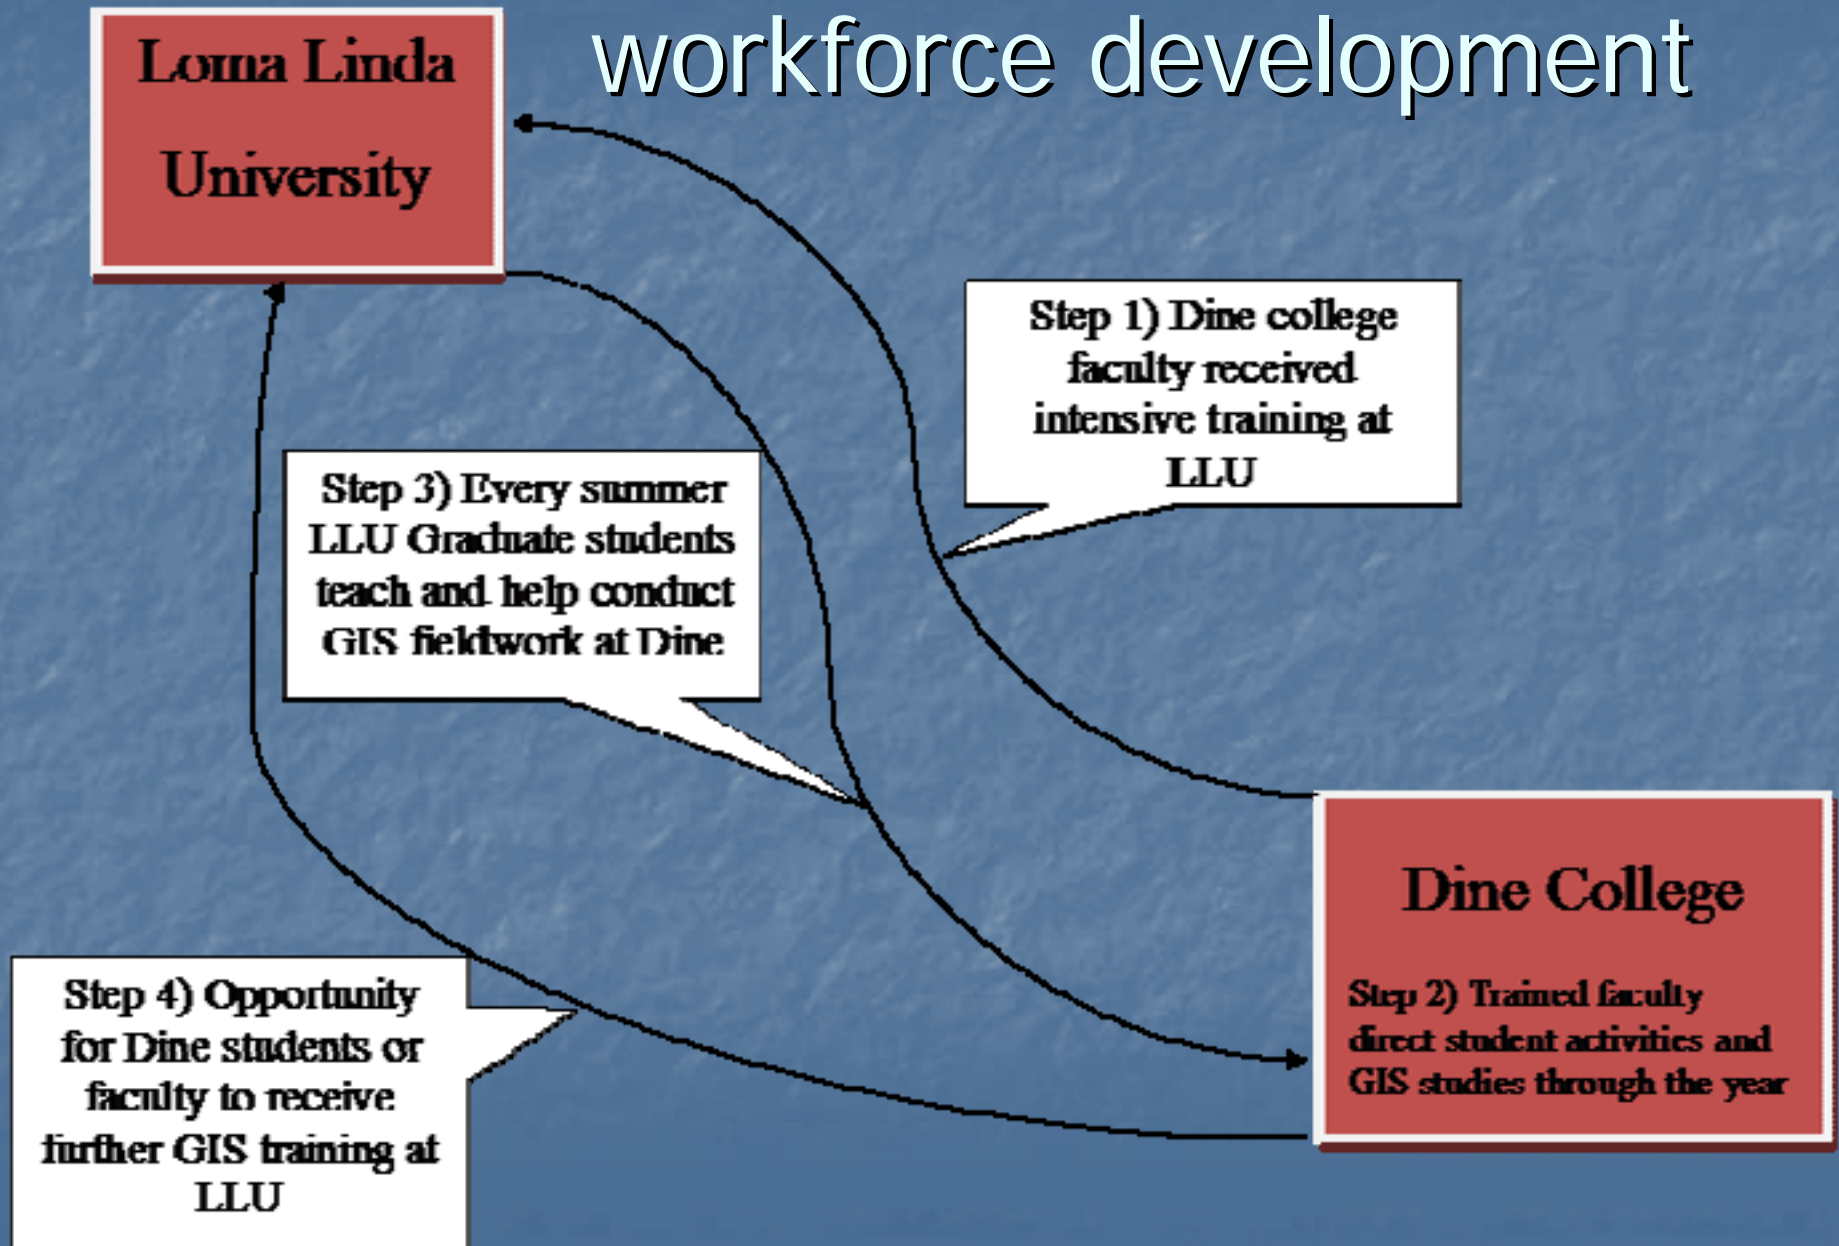 workforce development
Loma Linda
University
Step 1) Dine college
faculty received
intensive training at
LLU
Step 3) Every summer
LLU Graduate students
teach and help conduct
GIS fieldwork at Dine
Dine College
Step 2) Trained faculty
direct student activities and
GIS studies through the year
Step 4) Opportunity
for Dine students or
faculty to receive
further GIS training at
LLU